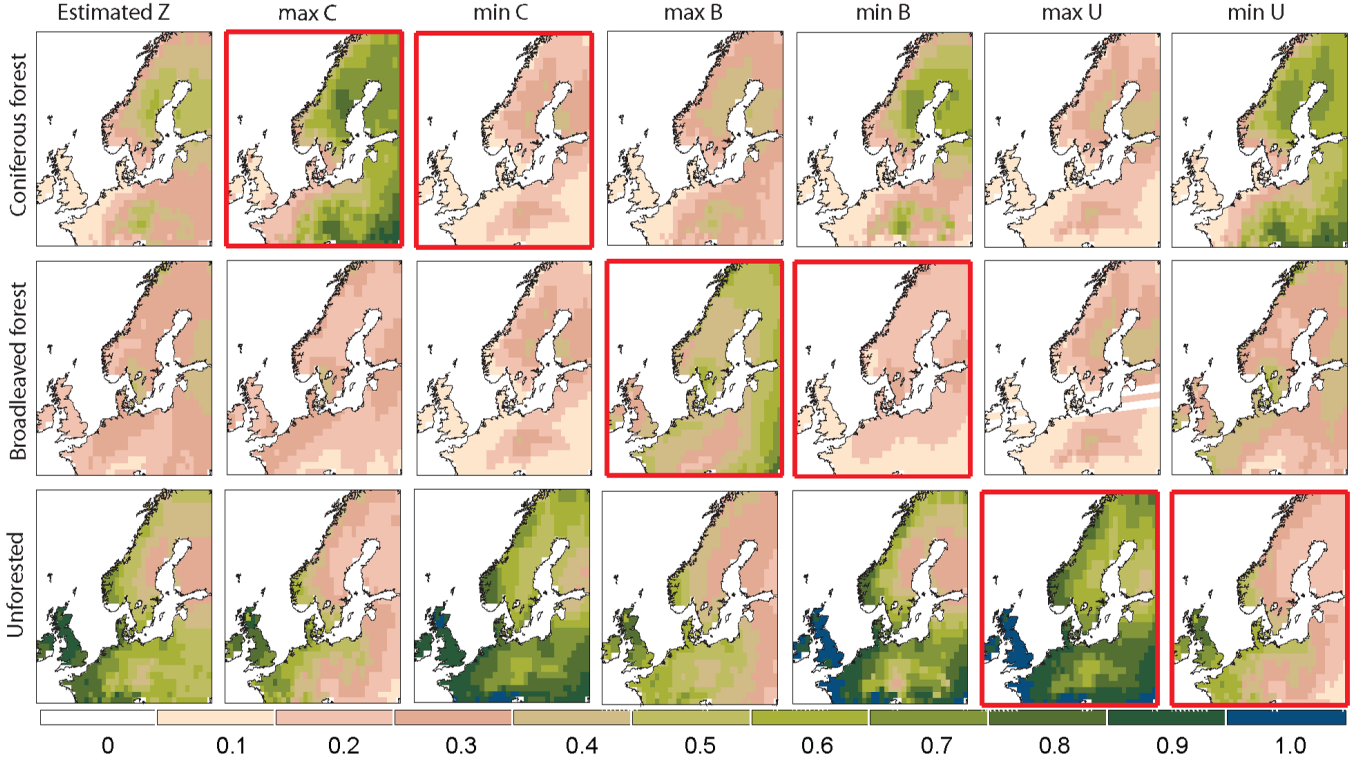 Estimated Z max C min C max B min B max U min U
Coniferous forest
Broadleaved forest
Unforested
0 0.1 0.2 0.3 0.4 0.5 0.6 0.7 0.8 0.9 1.0